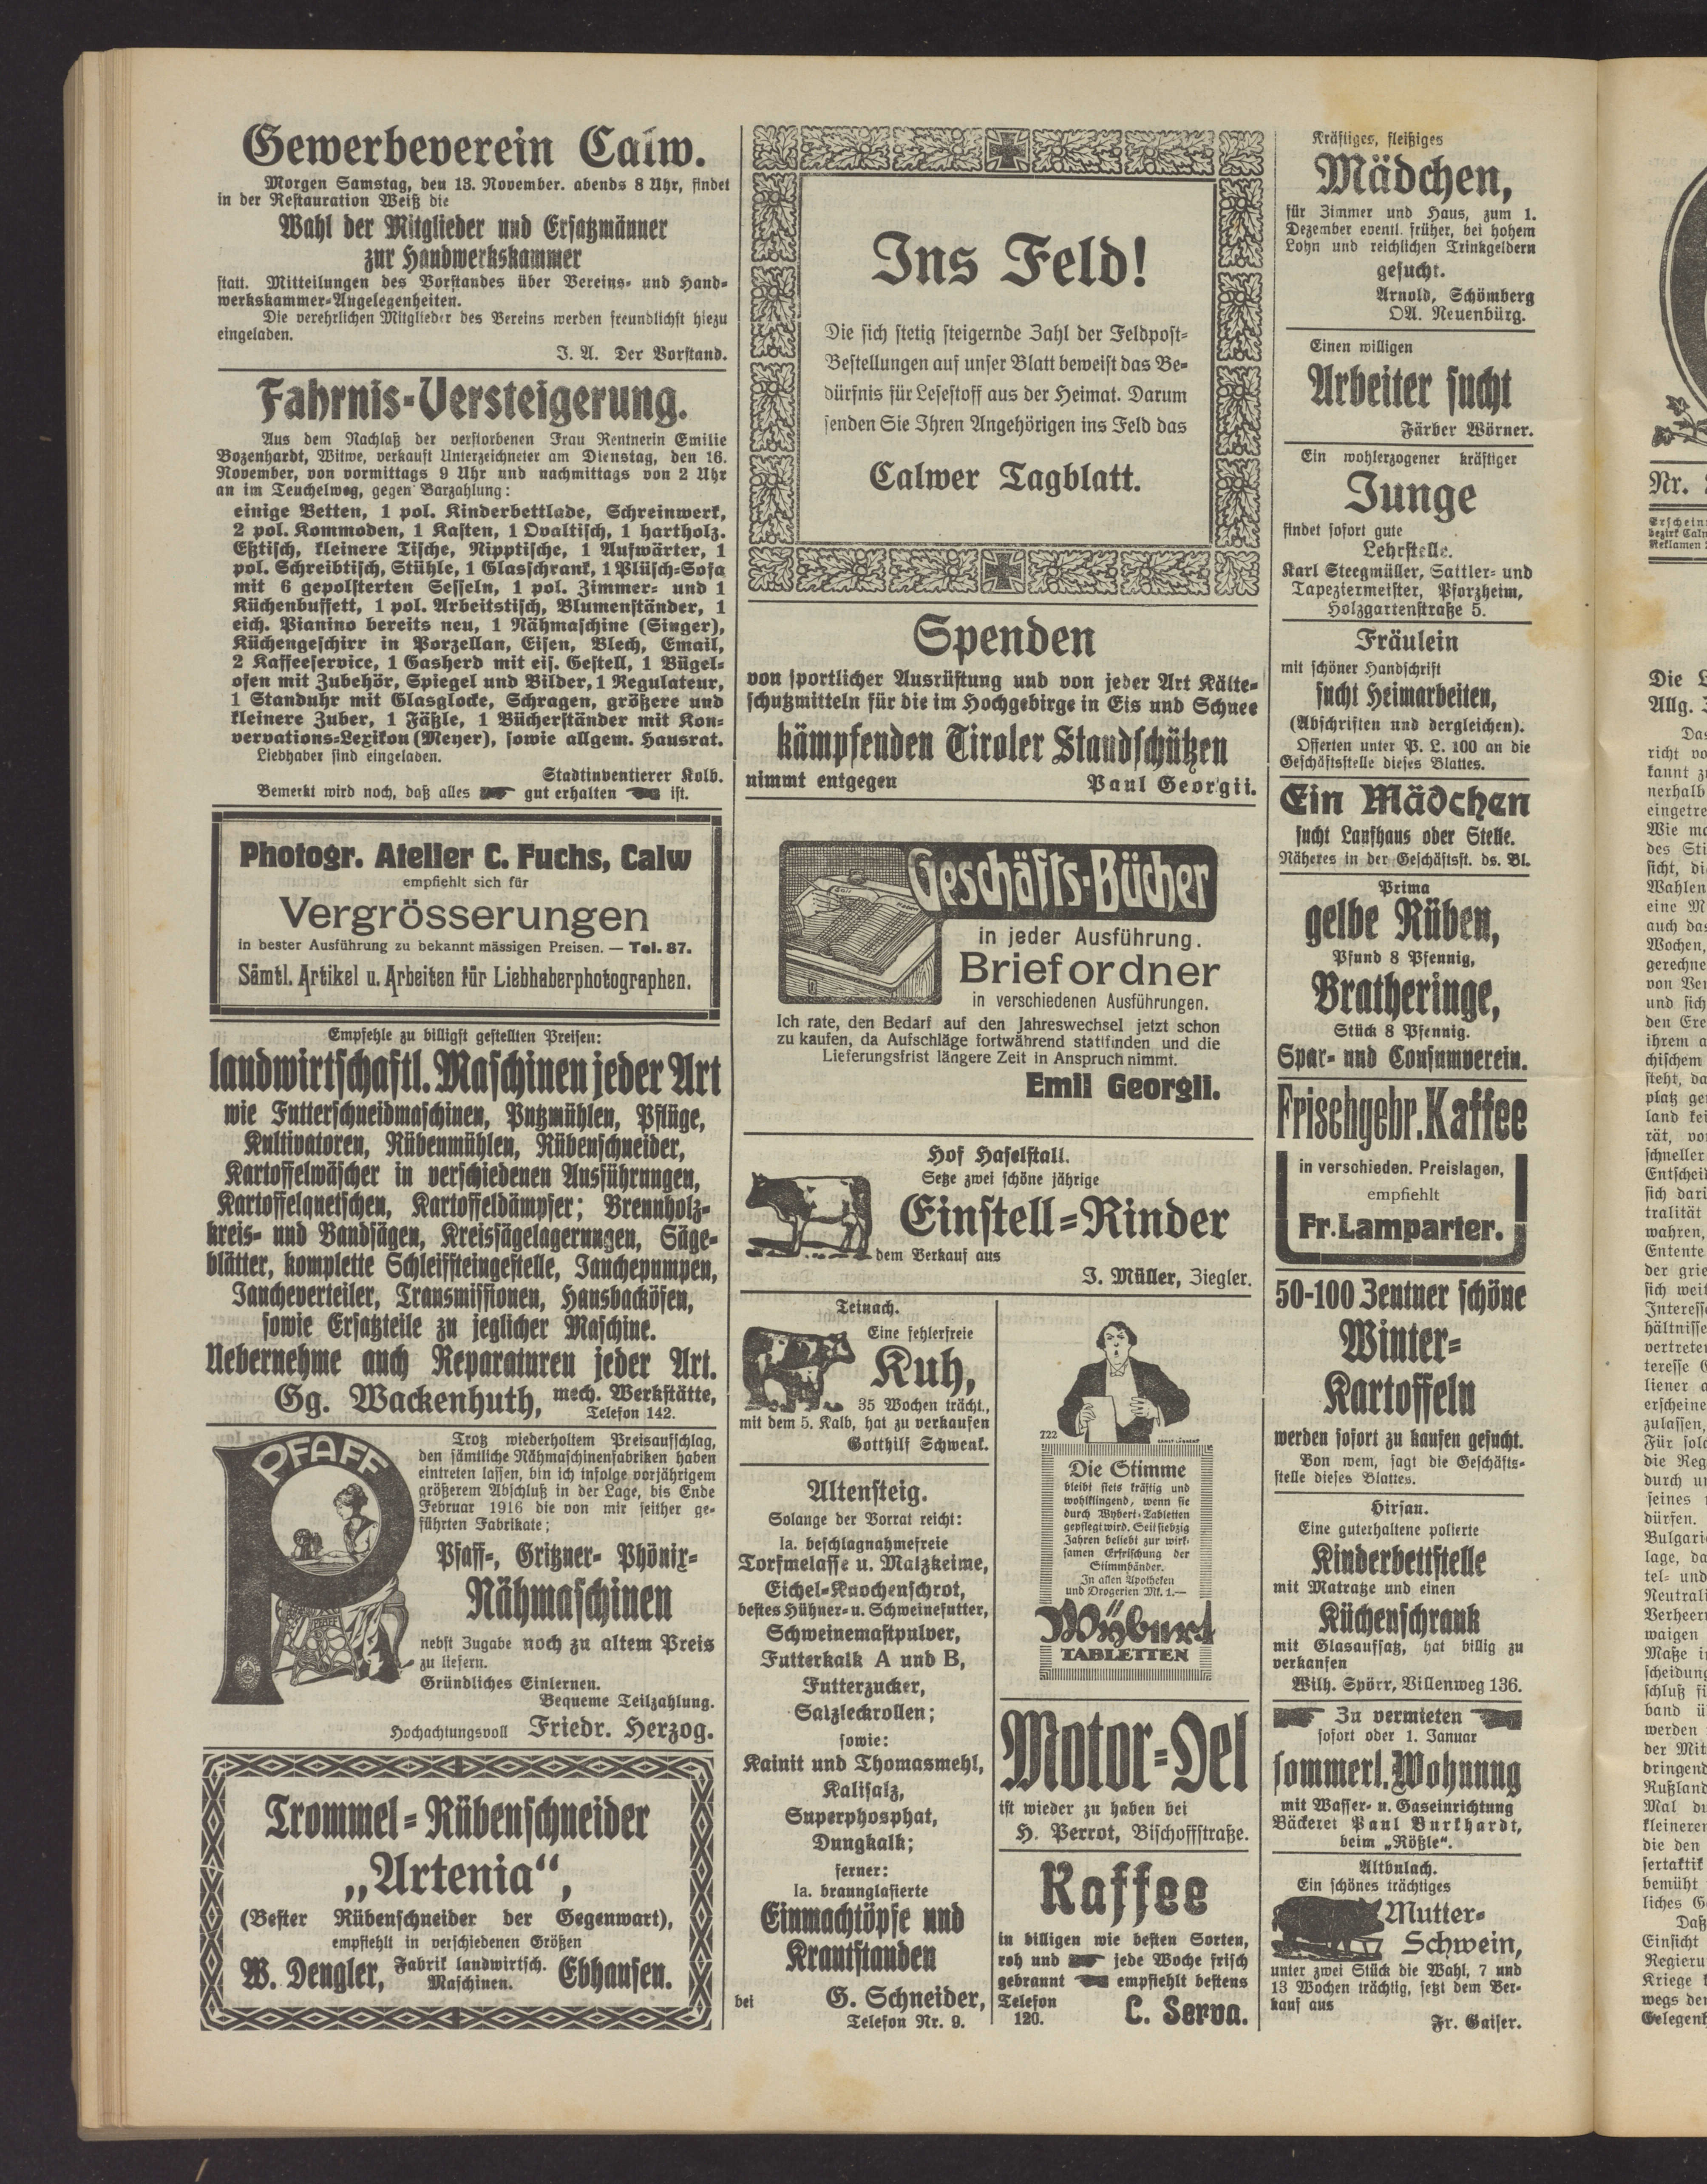 Gewerbeverein Calw.
Morgen Samstag, den 13. November. abends 8 Uhr, findet
in der Restauration Weiß die
Wahl der Mitglieder und Ersatzmänner
zur Handwerkskammer
statt. Mitteilungen des Vorstandes über Vereins- und Hand-
werkskammer-Angelegenheiten.
Die verehrlichen Mitglieder des Vereins werden freundlichst hiezu
eingeladen.
J. A. Der Vorstand.
Fahrnis-Versteigerung.
Aus dem Nachlaß der verstorbenen Frau Rentnerin Emilie
Bozenhardt, Witwe, verkauft Unterzeichneter am Dienstag, den 16.
November, von vormittags 9 Uhr und nachmittags von 2 Uhr
an im Teuchelweg, gegen Barzahlung:
einige Betten, 1 pol. Kinderbettlade, Schreinwerk,
2 pol. Kommoden, 1 Kasten, 1 Ovaltisch, 1 hartholz.
Eßtisch, kleinere Tische, Nipptische, 1 Aufwärter, 1
pol. Schreibtisch, Stühle, 1 Glasschrank, 1 Plüsch-Sofa
mit 6 gepolsterten Sesseln, 1 pol. Zimmer- und 1
Küchenbuffett, 1 pol. Arbeitstisch, Blumenständer, 1
eich. Pianino bereits neu, 1 Nähmaschine (Singer),
Küchengeschirr in Porzellan, Eisen, Blech, Email,
2 Kaffeeservice, 1 Gasherd mit eis. Gestell, 1 Bügel-
ofen mit Zubehör, Spiegel und Bilder, 1 Regulateur,
1 Standuhr mit Glasglocke, Schragen, größere und
kleinere Zuber, 1 Fäßle, 1 Bücherständer mit Kon-
vervations-Lexikon (Meyer), sowie allgem. Hausrat.
Liebhaber sind eingeladen.
Stadtinventierer Kolb.
Bemerkt wird noch, daß alles gut erhalten ist.
Photogr. Atelier C. Fuchs, Calw
empfiehlt sich für
Vergrösserungen
in bester Ausführung zu bekannt mässigen Preisen. — Tel. 87.
Sämtl. Artikel u. Arbeiten für Liebhaberphotographen.
Empfehle zu billigst gestellten Preisen:
landwirtschaftl. Maschinen jeder Art
wie Futterschneidmaschinen, Putzmühlen, Pflüge,
Kultivatoren, Rübenmühlen, Rübenschneider,
Kartoffelwäscher in verschiedenen Ausführungen,
Kartoffelquetschen, Kartoffeldämpfer; Brennholz-
kreis- und Bandsägen, Kreissägelagerungen, Säge-
blätter, komplette Schleifsteingestelle, Jauchepumpen,
Jaucheverteiler, Transmissionen, Hausbacköfen,
sowie Ersatzteile zu jeglicher Maschine.
Uebernehme auch Reparaturen jeder Art.
Gg. Wackenhuth, mech. Werkstätte,
Telefon 142.
PFAFF
Trotz wiederholtem Preisaufschlag,
den sämtliche Nähmaschinenfabriken haben
eintreten lassen, bin ich infolge vorjährigem
größerem Abschluß in der Lage, bis Ende
Februar 1916 die von mir seither ge-
führten Fabrikate;
Pfaff-, Gritzner- Phönix-
Nähmaschinen
nebst Zugabe noch zu altem Preis
zu liefern.
Gründliches Einlernen.
Bequeme Teilzahlung.
Hochachtungsvoll Friedr. Herzog.
Trommel-Rübenschneider
„Artenia“,
(Bester Rübenschneider der Gegenwart),
empfiehlt in verschiedenen Größen
W. Dengler, Fabrik landwirtsch. Maschinen. Ebhausen.
Ins Feld!
Die sich stetig steigernde Zahl der Feldpost-
Bestellungen auf unser Blatt beweist das Be-
dürfnis für Lesestoff aus der Heimat. Darum
senden Sie Ihren Angehörigen ins Feld das
Calwer Tagblatt.
Spenden
von sportlicher Ausrüstung und von jeder Art Kälte-
schutzmitteln für die im Hochgebirge in Eis und Schnee
kämpfenden Tiroler Standschützen
nimmt entgegen Paul Georgii.
Geschäfts-Bücher
in jeder Ausführung.
Briefordner
in verschiedenen Ausführungen.
Ich rate, den Bedarf auf den Jahreswechsel jetzt schon
zu kaufen, da Aufschläge fortwährend stattfinden und die
Lieferungsfrist längere Zeit in Anspruch nimmt.
Emil Georgii.
Hof Haselstall.
Setze zwei schöne jährige
Einstell-Rinder
dem Verkauf aus
J. Müller, Ziegler.
Teinach.
Eine fehlerfreie
Kuh,
35 Wochen trächt.,
mit dem 5. Kalb, hat zu verkaufen
Gotthilf Schwenk.
Altensteig.
Solange der Vorrat reicht:
Ia. beschlagnahmefreie
Torfmelasse u. Malzkeime,
Eichel-Knochenschrot,
bestes Hühner- u. Schweinefutter,
Schweinemastpulver,
Futterkalk A und B,
Futterzucker,
Salzleckrollen;
sowie:
Kainit und Thomasmehl,
Kalisalz,
Superphosphat,
Dungkalk;
ferner:
Ia. braunglasierte
Einmachtöpfe und
Krautstanden
bei G. Schneider,
Telefon Nr. 9.
722
Die Stimme
bleibt stets kräftig und
wohlklingend, wenn sie
durch Wybert-Tabletten
gepflegt wird. Seit siebzig
Jahren beliebt zur wirk-
samen Erfrischung der
Stimmbänder.
In allen Apotheken
und Drogerien Mk. 1.—
Wybert
TABLETTEN
Motor-Oel
ist wieder zu haben bei
H. Perrot, Bischoffstraße.
Kaffee
in billigen wie besten Sorten,
roh und jede Woche frisch
gebrannt empfiehlt bestens
Telefon
120. C. Serva.
Kräftiges, fleißiges
Mädchen,
für Zimmer und Haus, zum 1.
Dezember eventl. früher, bei hohem
Lohn und reichlichen Trinkgeldern
gesucht.
Arnold, Schömberg
OA. Neuenbürg.
Einen willigen
Arbeiter sucht
Färber Wörner.
Ein wohlerzogener kräftiger
Junge
findet sofort gute
Lehrstelle.
Karl Steegmüller, Sattler- und
Tapeziermeister, Pforzheim,
Holzgartenstraße 5.
Fräulein
mit schöner Handschrift
sucht Heimarbeiten,
(Abschriften und dergleichen).
Offerten unter P. L. 100 an die
Geschäftsstelle dieses Blattes.
Ein Mädchen
sucht Laufhaus oder Stelle.
Näheres in der Geschäftsst. ds. Bl.
Prima
gelbe Rüben,
Pfund 8 Pfennig,
Bratheringe,
Stück 8 Pfennig.
Spar- und Consumverein.
Frischgebr. Kaffee
in verschieden. Preislagen,
empfiehlt
Fr. Lamparter.
50-100 Zentner schöne
Winter-
Kartoffeln
werden sofort zu kaufen gesucht.
Von wem, sagt die Geschäfts-
stelle dieses Blattes.
Hirsau.
Eine guterhaltene polierte
Kinderbettstelle
mit Matratze und einen
Küchenschrank
mit Glasaufsatz, hat billig zu
verkaufen
Wilh. Spörr, Villenweg 136.
Zu vermieten
sofort oder 1. Januar
sommerl. Wohnung
mit Wasser- u. Gaseinrichtung
Bäckerei Paul Burkhardt,
beim „Rößle“.
Altbulach.
Ein schönes trächtiges
Mutter-
Schwein,
unter zwei Stück die Wahl, 7 und
13 Wochen trächtig, setzt dem Ver-
kauf aus
Fr. Gaiser.